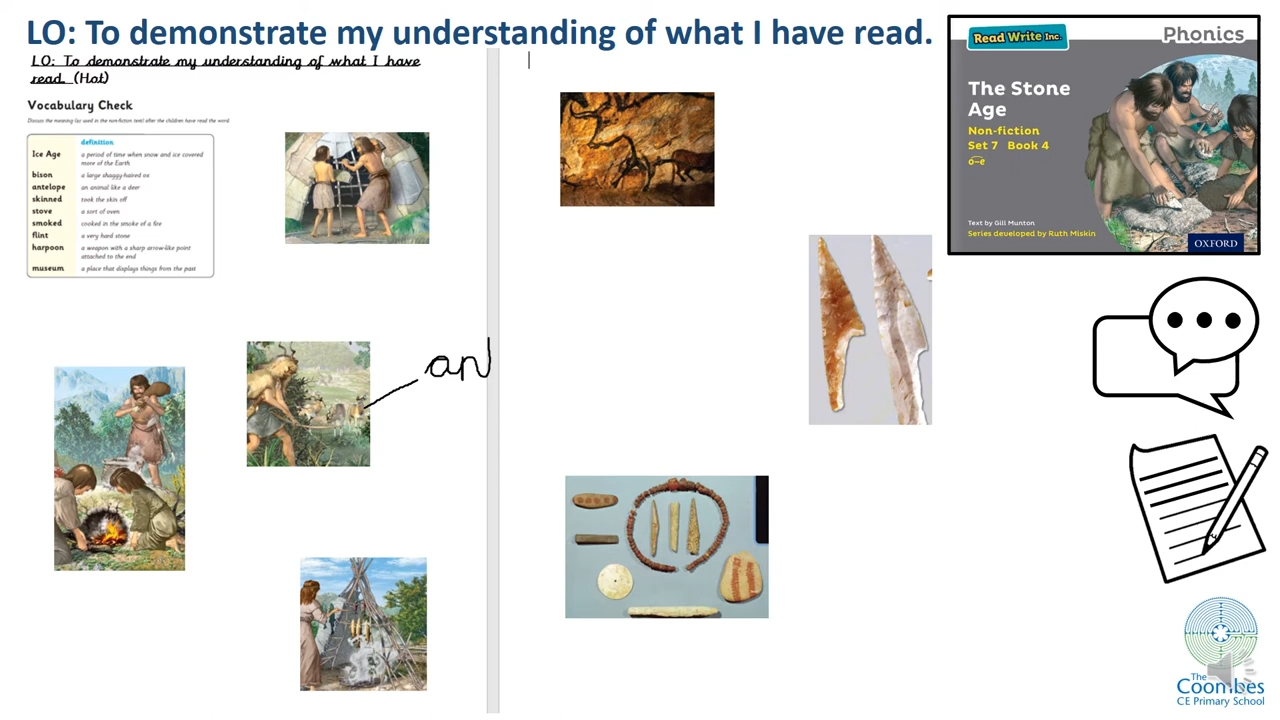 LO: To demonstrate my understanding of what I have read.
LO: To demonstrate my understanding of what I have
read. (Hot)
Vocabulary Check
Discuss the meaning (as used in the non-fiction text) after the children have read the word.
definition
Ice Age a period of time when snow and ice covered
more of the Earth
bison a large shaggy-haired ox
antelope an animal like a deer
skinned took the skin off
stove a sort of oven
smoked cooked in the smoke of a fire
flint a very hard stone
harpoon a weapon with a sharp arrow-like point
attached to the end
museum a place that displays things from the past
an
Read Write Inc.
Phonics
The Stone
Age
Non-fiction
Set 7 Book 4
o-e
Text by Gill Munton
Series developed by Ruth Miskin
OXFORD
The
Coombes
CE Primary School